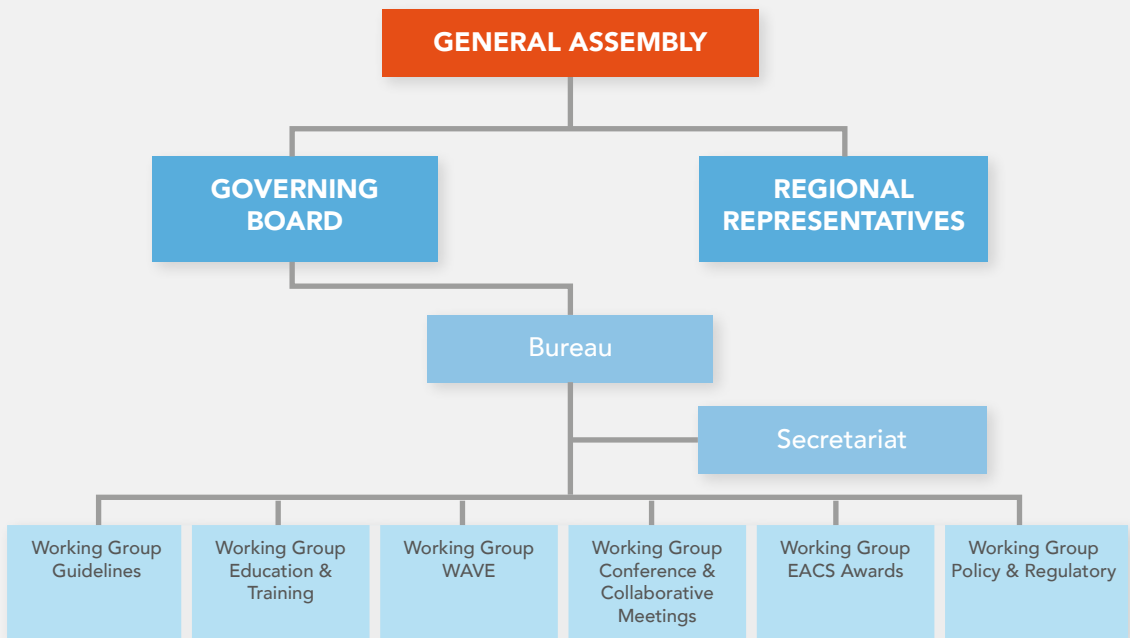 GENERAL ASSEMBLY
GOVERNING
BOARD
REGIONAL
REPRESENTATIVES
Bureau
Secretariat
Working Group
Guidelines
Working Group
Education &
Training
Working Group
WAVE
Working Group
Conference &
Collaborative
Meetings
Working Group
EACS Awards
Working Group
Policy & Regulatory